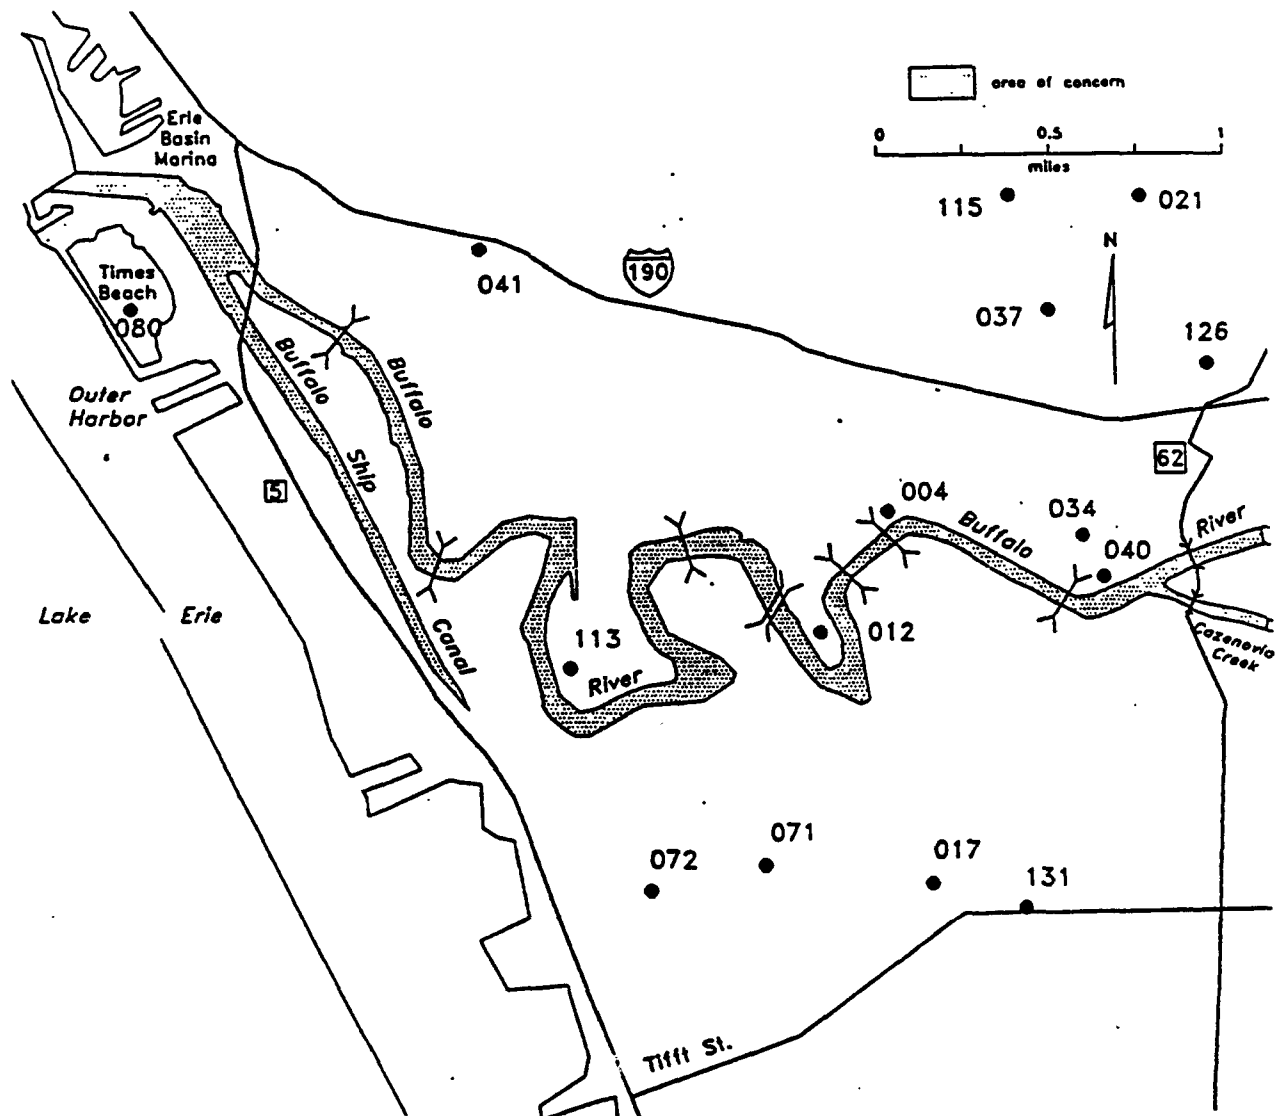 area of concern
0 0.5 1
miles
Erie
Basin
Marina
115
021
N
190
Times
Beach
080
041
037
126
Outer
Harbor
Buffalo
Buffalo
62
Ship
5
004
Buffalo
034
River
040
Lake Erie
Canal
113
River
012
Cazenovia
Creek
072
071
017
131
Tifft St.